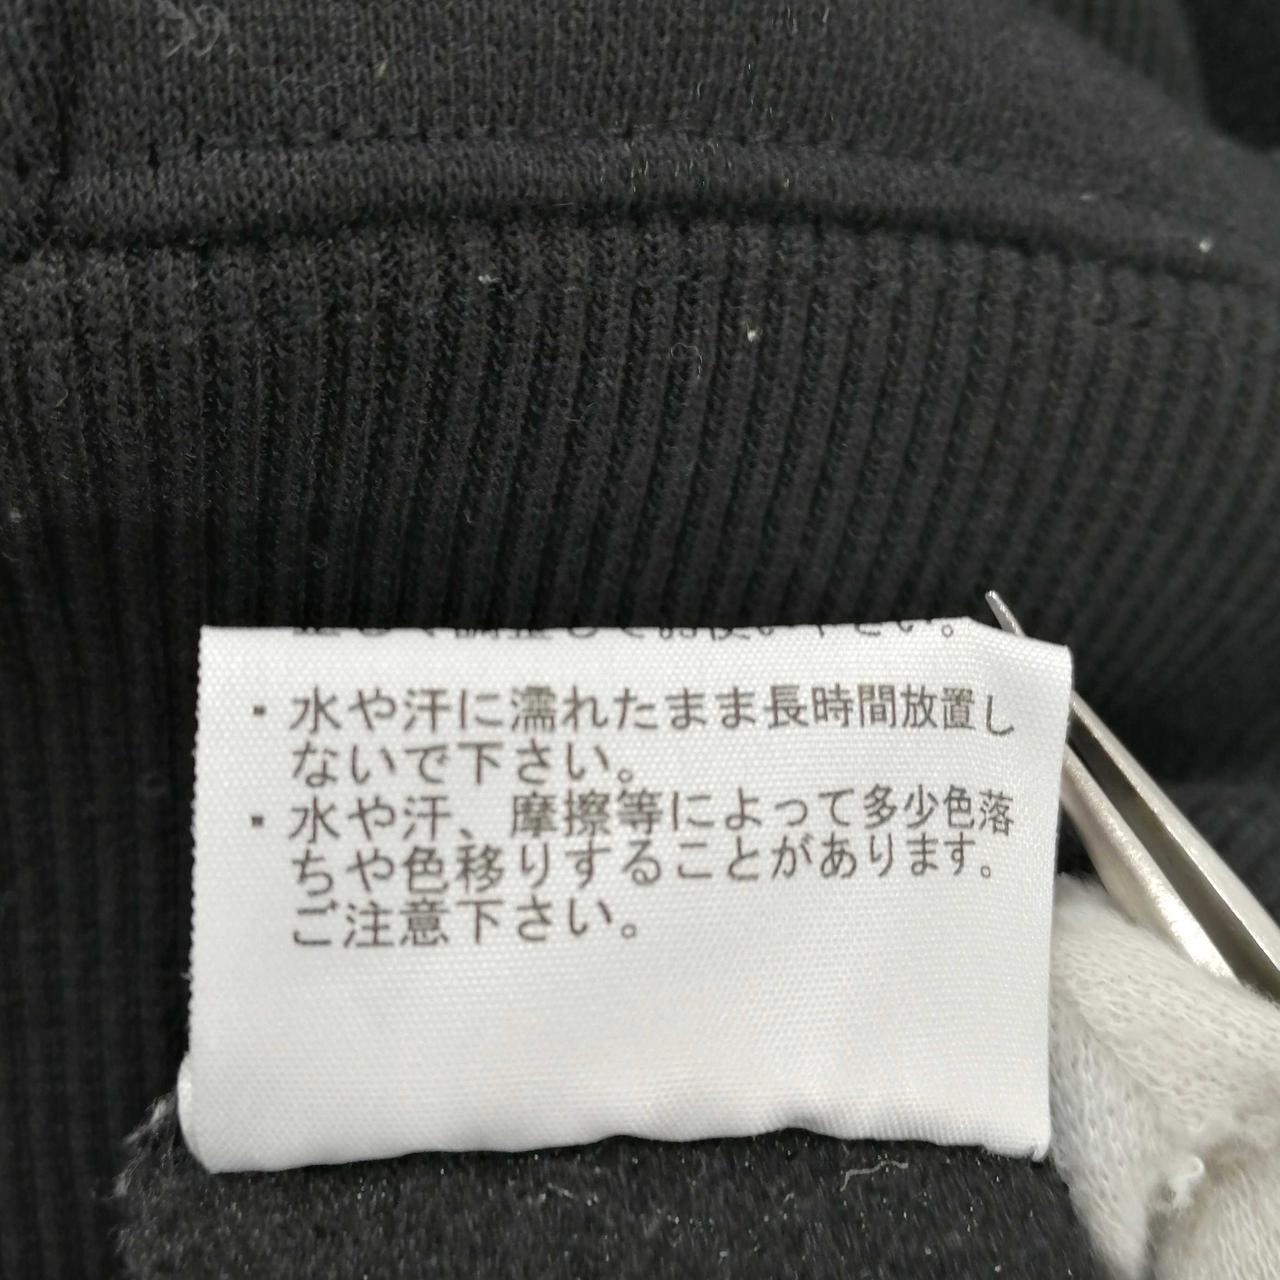 ・水や汗に濡れたまま長時間放置し
ないで下さい。
・水や汗、摩擦等によって多少色落
ちや色移りすることがあります。
ご注意下さい。